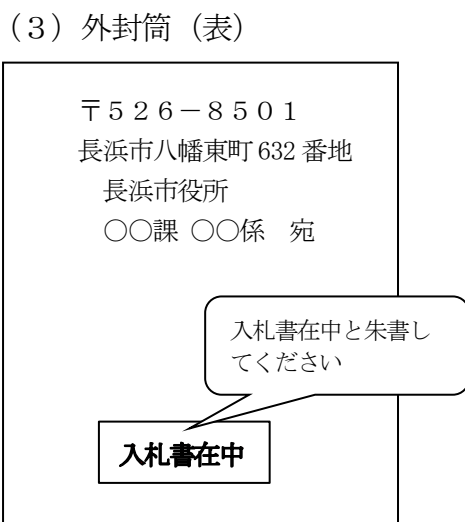 （３）外封筒（表）
〒５２６－８５０１
長浜市八幡東町 632 番地
長浜市役所
○○課 ○○係　宛
入札書在中と朱書し
てください
入札書在中